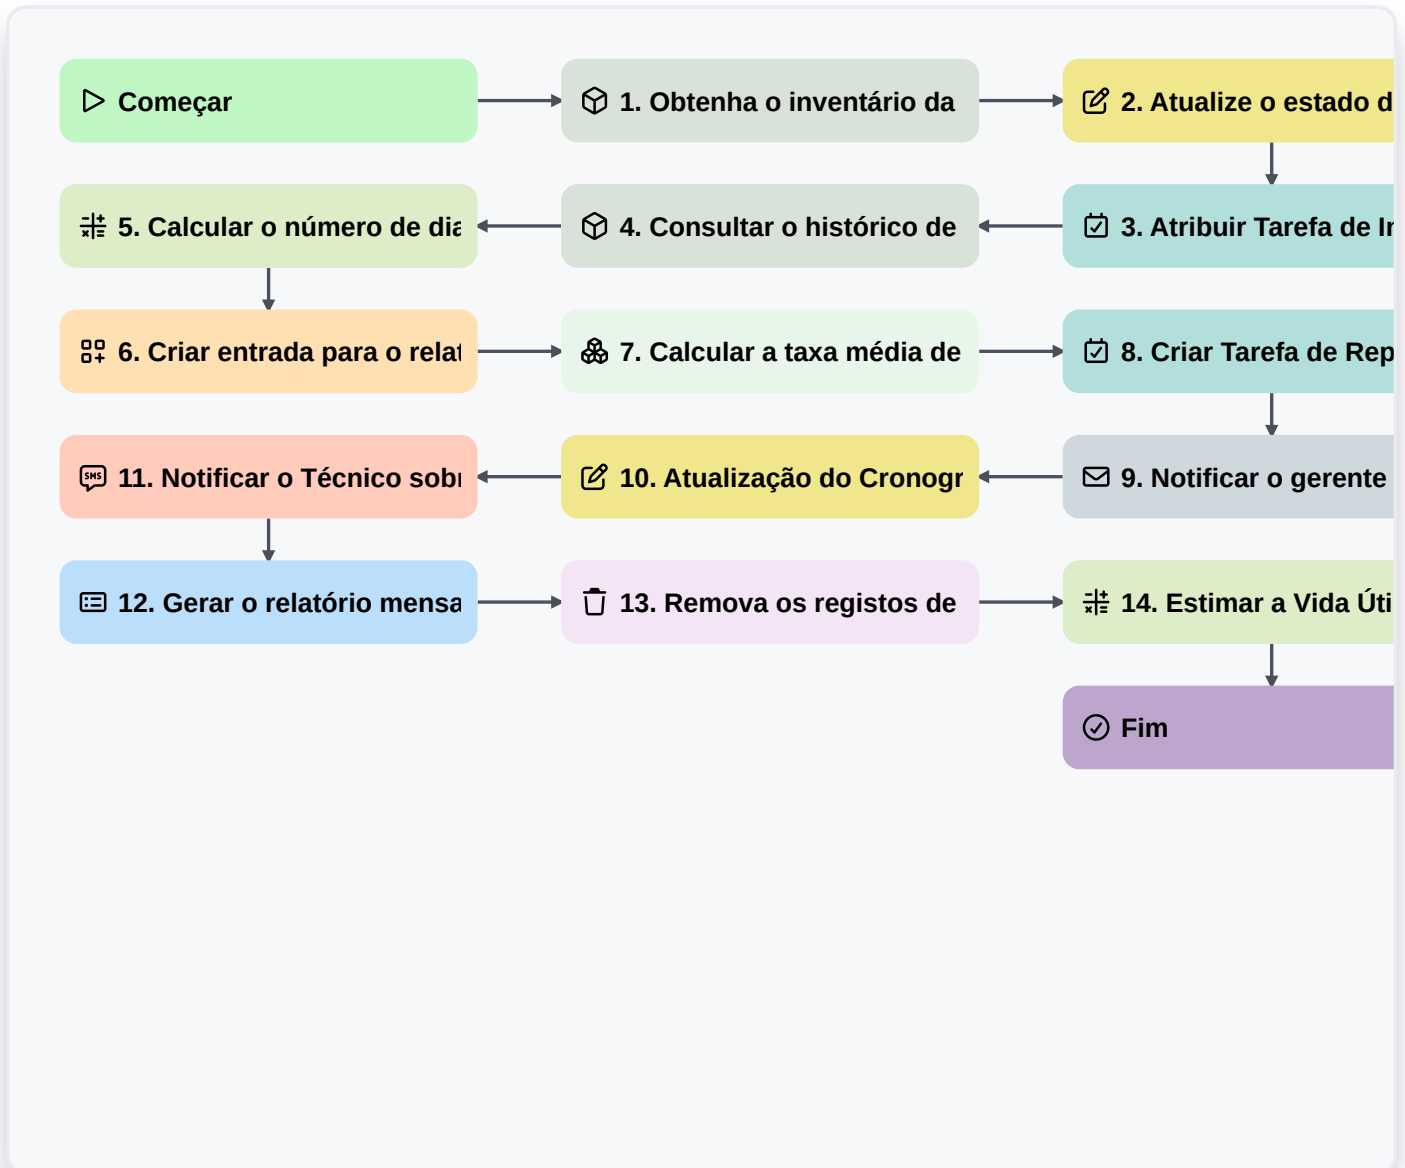 Começar
1. Obtenha o inventário da
2. Atualize o estado d
5. Calcular o número de dia
4. Consultar o histórico de
3. Atribuir Tarefa de In
6. Criar entrada para o relat
7. Calcular a taxa média de
8. Criar Tarefa de Rep
11. Notificar o Técnico sobr
SMS
10. Atualização do Cronogr
9. Notificar o gerente
12. Gerar o relatório mensa
13. Remova os registos de
14. Estimar a Vida Úti
Fim